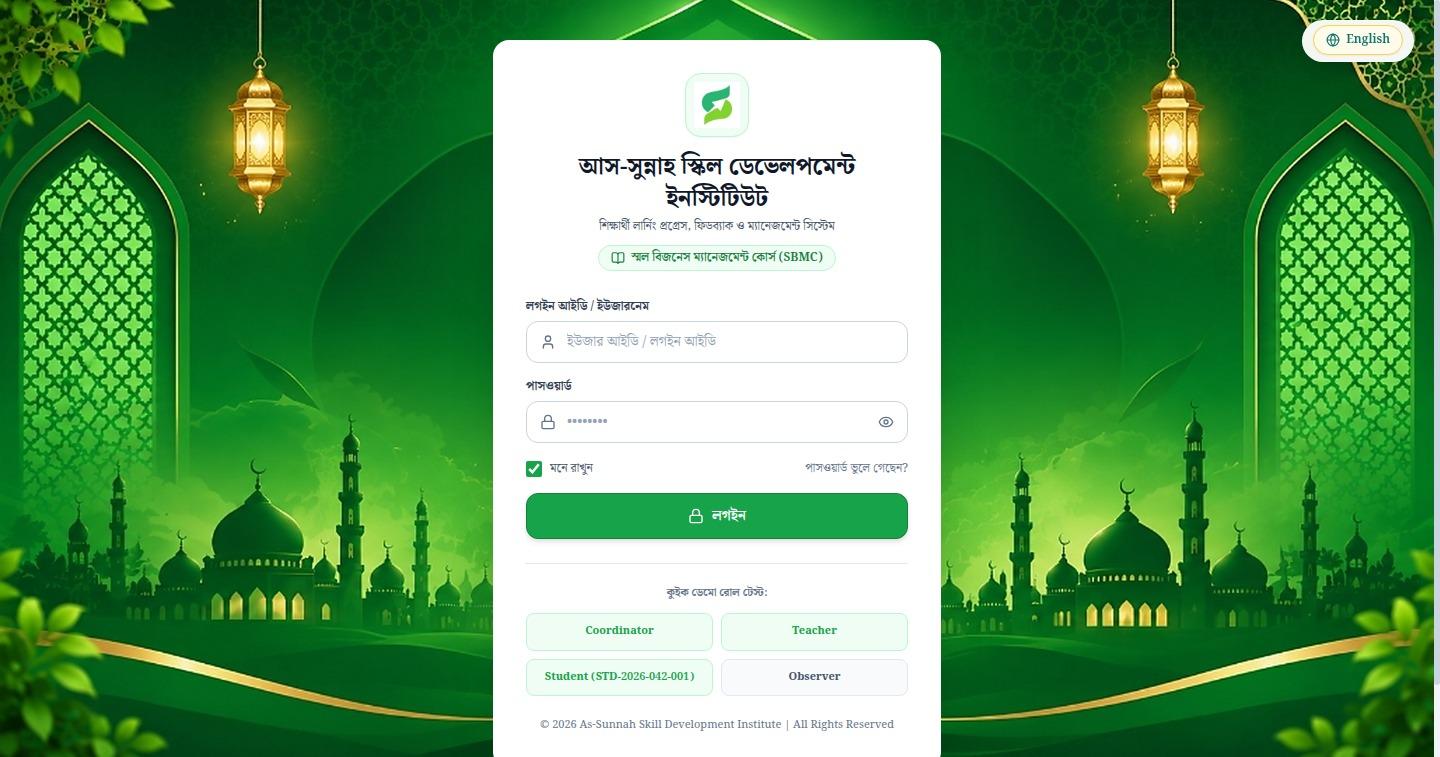 English
আস-সুন্নাহ স্কিল ডেভেলপমেন্ট
ইনস্টিটিউট
শিক্ষার্থী লার্নিং প্রগ্রেস, ফিডব্যাক ও ম্যানেজমেন্ট সিস্টেম
স্মল বিজনেস ম্যানেজমেন্ট কোর্স (SBMC)
লগইন আইডি / ইউজারনেম
ইউজার আইডি / লগইন আইডি
পাসওয়ার্ড
••••••••
মনে রাখুন
পাসওয়ার্ড ভুলে গেছেন?
লগইন
কুইক ডেমো রোল টেস্ট:
Coordinator
Teacher
Student (STD-2026-042-001)
Observer
© 2026 As-Sunnah Skill Development Institute | All Rights Reserved